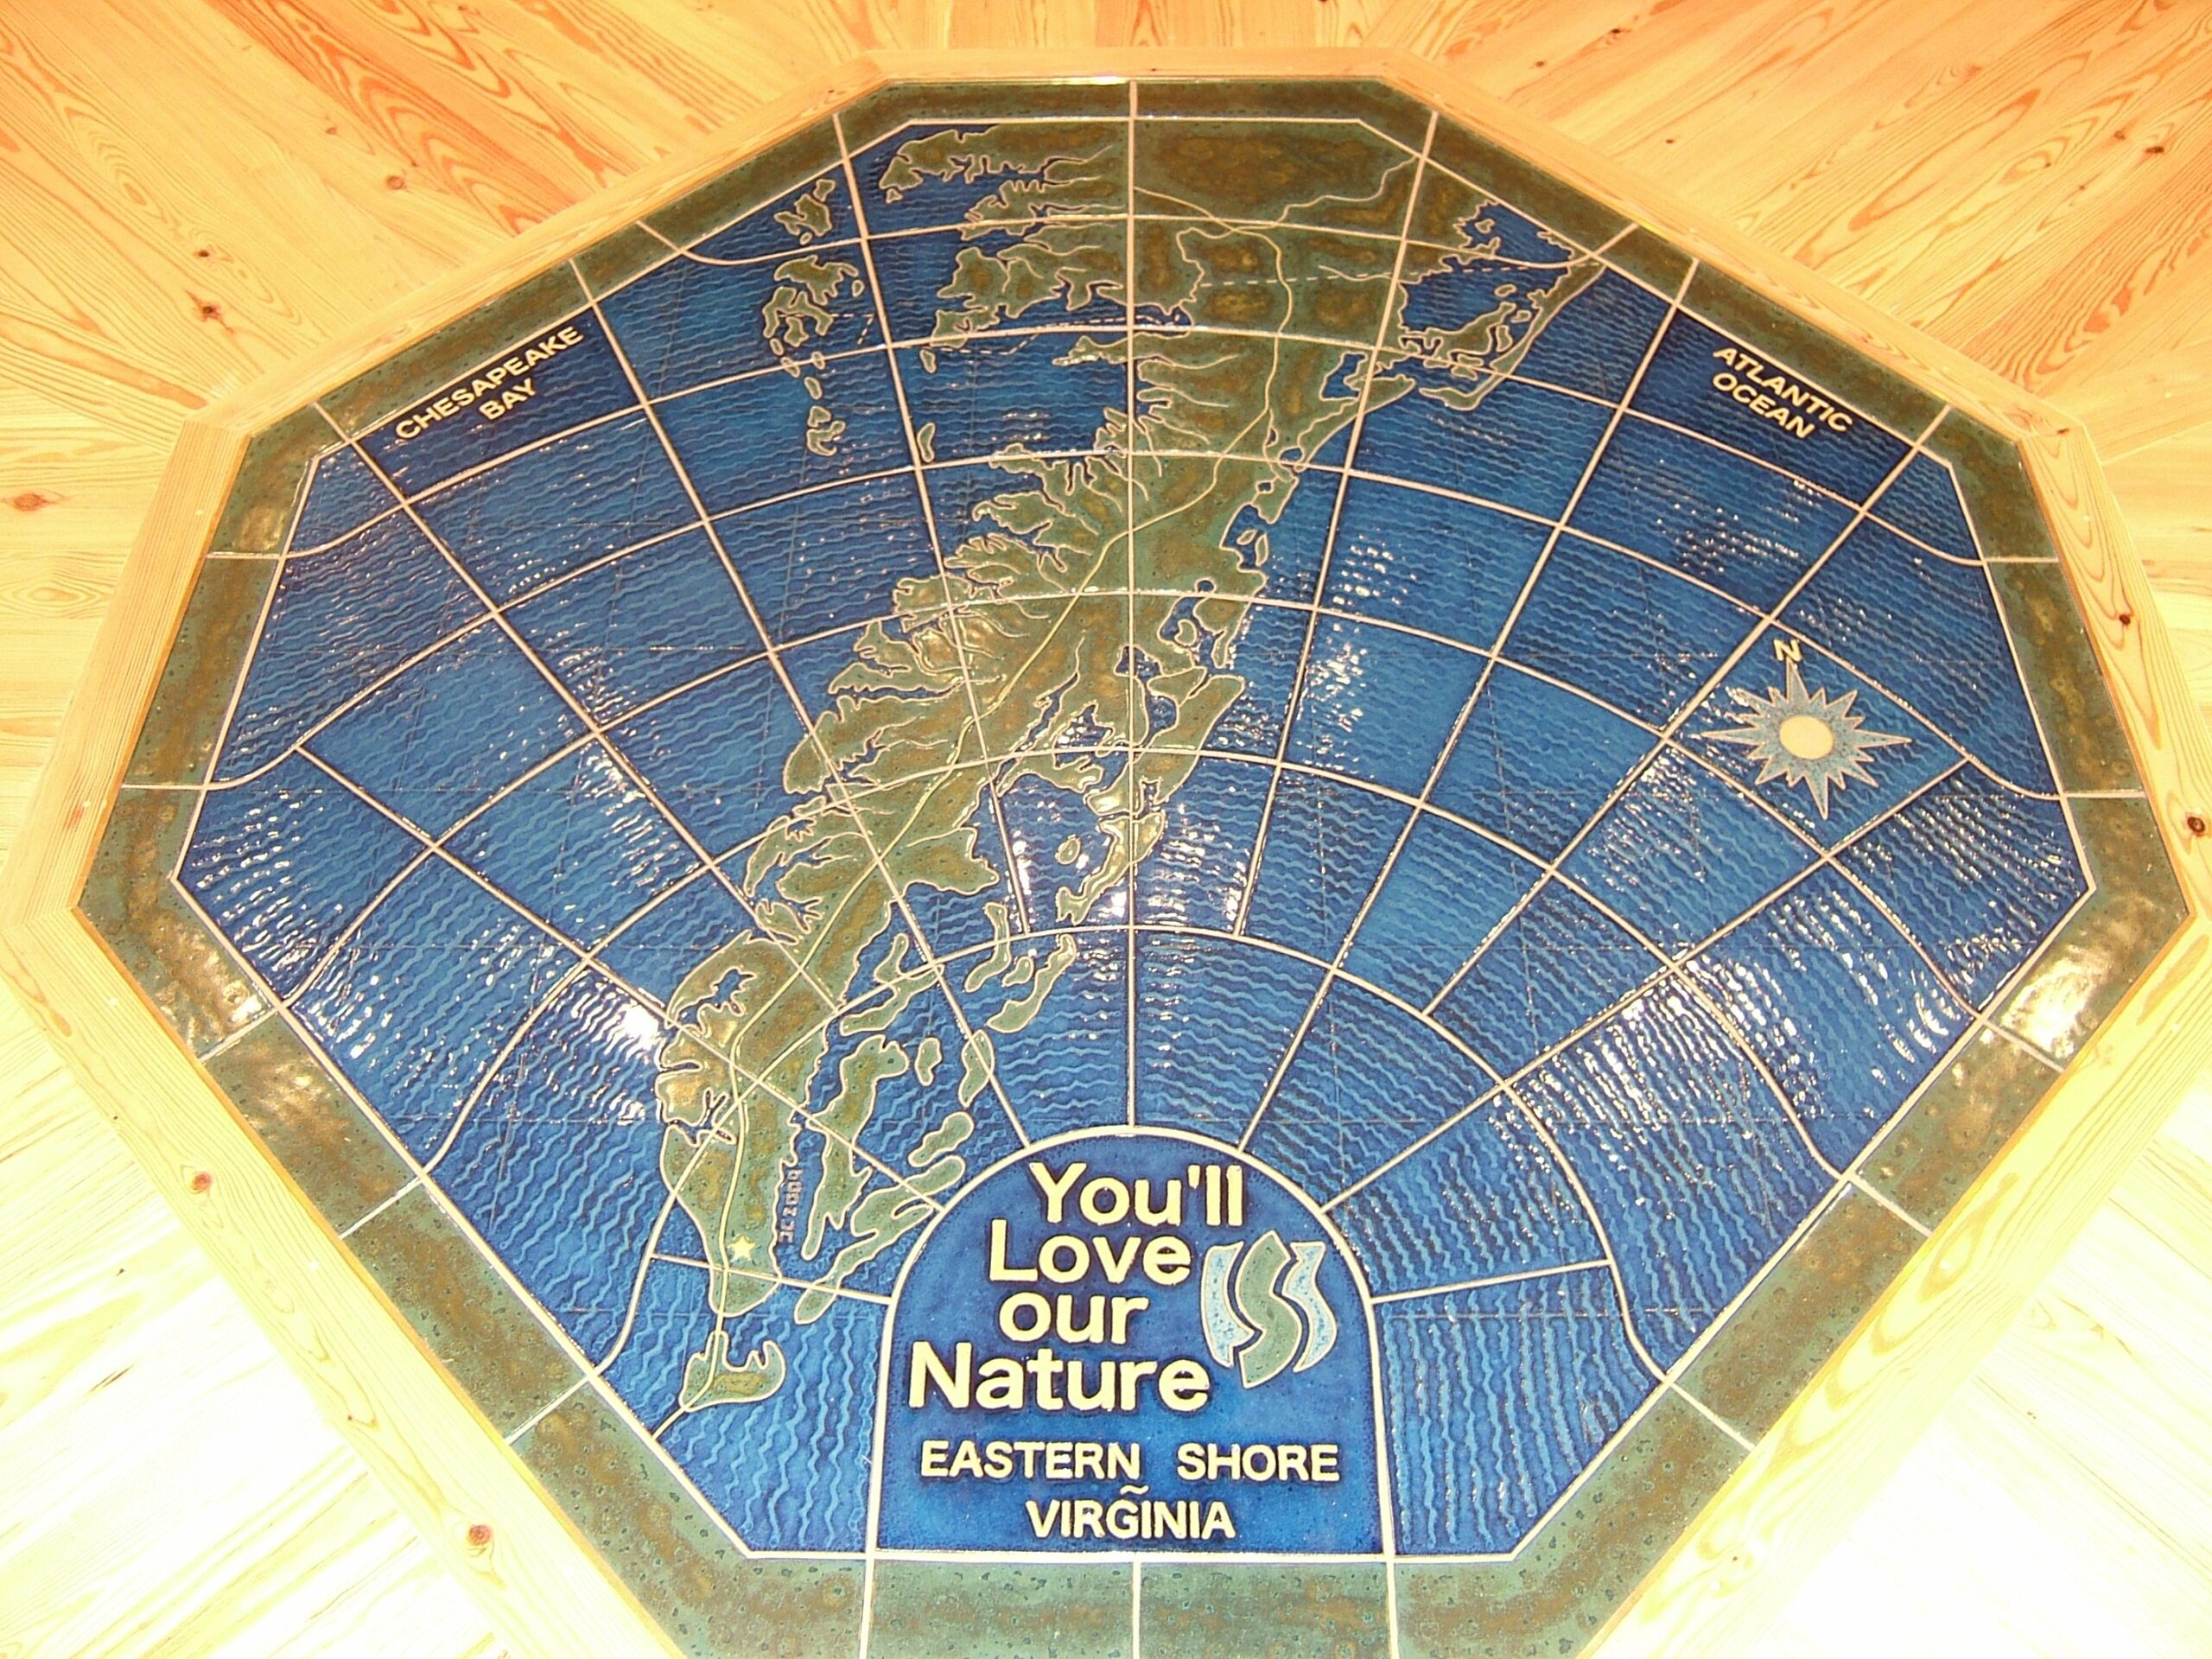 CHESAPEAKE
BAY
ATLANTIC
OCEAN
N
You'll
Love
our
Nature
EASTERN SHORE
~
VIRGINIA